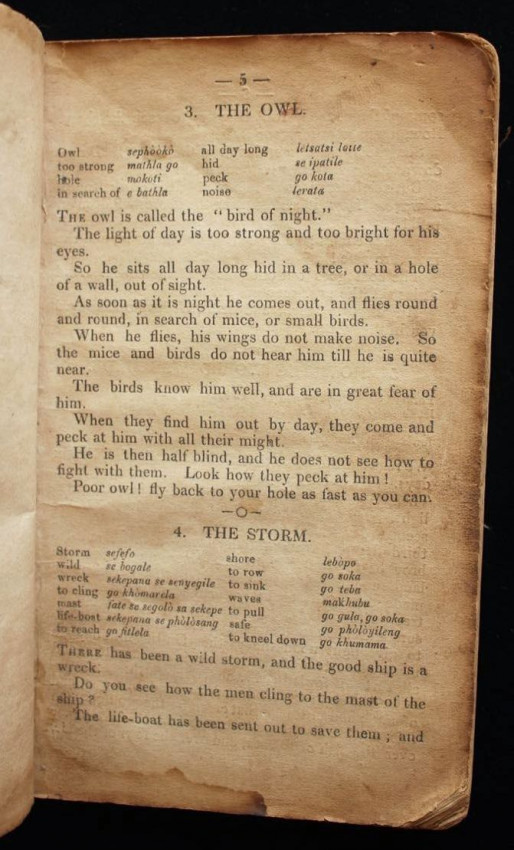 — 5 —
3. THE OWL.
Owl sephòòkò all day long letsatsi lotte
too strong mathla go hid se ipatile
Hole mokoti peck go kota
in search of e bathla noise lerata
THE owl is called the “ bird of night.”
The light of day is too strong and too bright for his
eyes.
So he sits all day long hid in a tree, or in a hole
of a wall, out of sight.
As soon as it is night he comes out, and flies round
and round, in search of mice, or small birds.
When he flies, his wings do not make noise. So
the mice and birds do not hear him till he is quite
near.
The birds know him well, and are in great fear of
him.
When they find him out by day, they come and
peck at him with all their might.
He is then half blind, and he does not see how to
fight with them. Look how they peck at him !
Poor owl ! fly back to your hole as fast as you can.
—O—
4. THE STORM.
Storm sefefo shore lebòpo
wild se bogale to row go soka
wreck sekepana se senyegile to sink go teba
to cling go khòmarela waves makhubu
mast fate se segolò sa sekepe to pull go gula, go soka
life-boat sekepana se phòlòsang safe go phòlòyileng
to reach go fitlela to kneel down go khumama
THERE has been a wild storm, and the good ship is a
wreck.
Do you see how the men cling to the mast of the
ship ?
The life-boat has been sent out to save them ; and